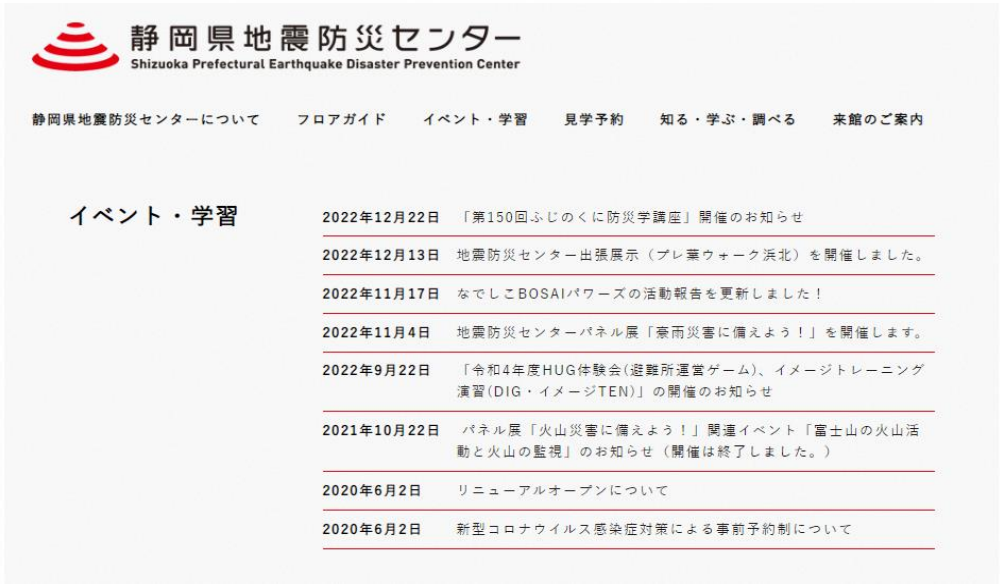 静岡県地震防災センター
Shizuoka Prefectural Earthquake Disaster Prevention Center
静岡県地震防災センターについて フロアガイド イベント・学習 見学予約 知る・学ぶ・調べる 来館のご案内
イベント・学習
2022年12月22日 「第150回ふじのくに防災学講座」開催のお知らせ
2022年12月13日 地震防災センター出張展示（プレ葉ウォーク浜北）を開催しました。
2022年11月17日 なでしこBOSAIパワーズの活動報告を更新しました！
2022年11月4日 地震防災センターパネル展「豪雨災害に備えよう！」を開催します。
2022年9月22日 「令和4年度HUG体験会(避難所運営ゲーム)、イメージトレーニング
演習(DIG・イメージTEN)」の開催のお知らせ
2021年10月22日 パネル展「火山災害に備えよう！」関連イベント「富士山の火山活
動と火山の監視」のお知らせ（開催は終了しました。）
2020年6月2日 リニューアルオープンについて
2020年6月2日 新型コロナウイルス感染症対策による事前予約制について